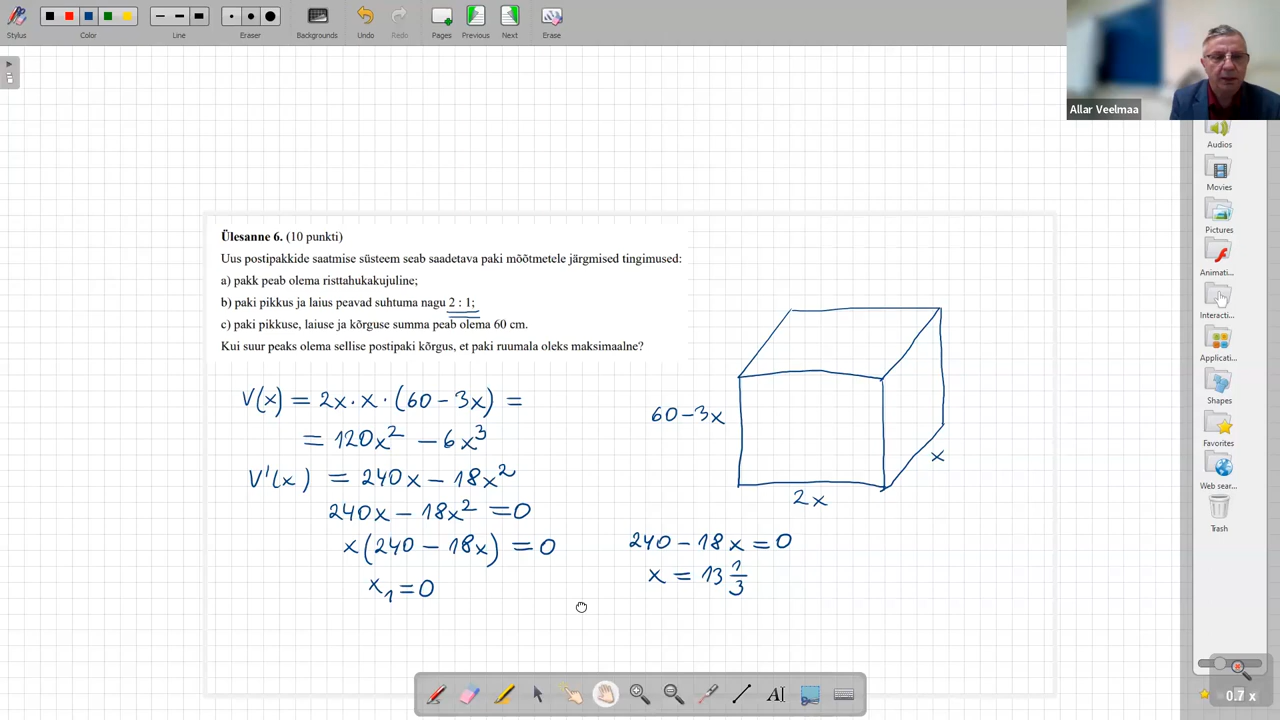 Stylus
Color
Line
Eraser
Backgrounds
Undo
Redo
Pages
Previous
Next
Erase
Allar Veelmaa
Audios
Movies
Pictures
Animati...
Interacti...
Applicati...
Shapes
Favorites
Web sear...
Trash
Ülesanne 6. (10 punkti)
Uus postipakkide saatmise süsteem seab saadetava paki mõõtmetele järgmised tingimused:
a) pakk peab olema risttahukakujuline;
b) paki pikkus ja laius peavad suhtuma nagu 2 : 1;
c) paki pikkuse, laiuse ja kõrguse summa peab olema 60 cm.
Kui suur peaks olema sellise postipaki kõrgus, et paki ruumala oleks maksimaalne?
V(x) = 2x · x · (60 – 3x) =
= 120x² – 6x³
V'(x) = 240x – 18x²
240x – 18x² = 0
x(240 – 18x) = 0
x₁ = 0
60–3x
x
2x
240 – 18x = 0
x = 13 1/3
0.7 x